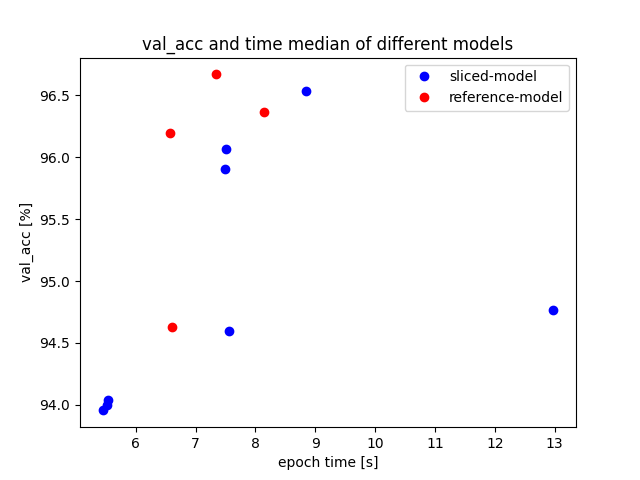 val_acc and time median of different models
sliced-model
reference-model
96.5
96.0
95.5
95.0
94.5
94.0
val_acc [%]
6 7 8 9 10 11 12 13
epoch time [s]